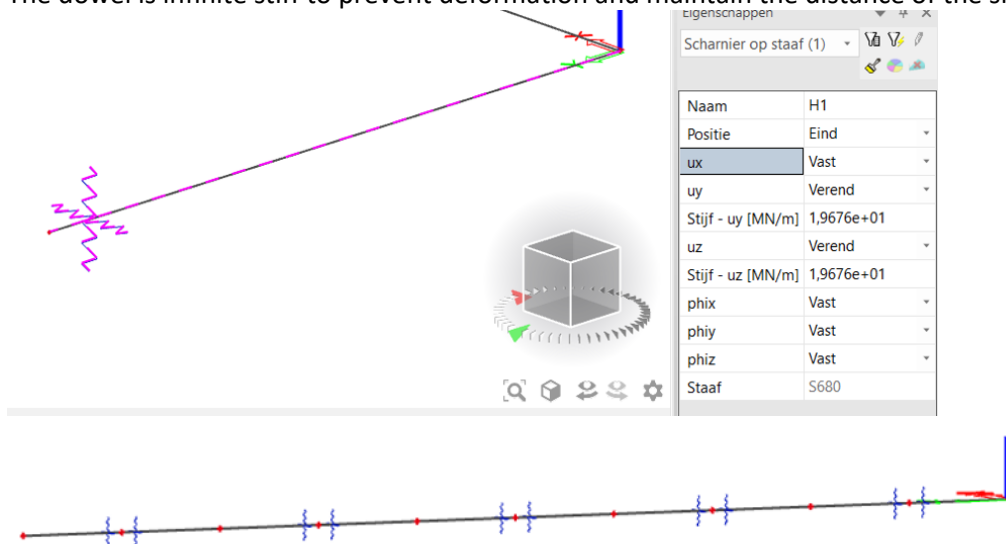 The dowel is infinite stiff to prevent deformation and maintain the distance of the
Eigenschappen
Scharnier op staaf (1)
Naam H1
Positie Eind
ux Vast
uy Verend
Stijf - uy [MN/m] 1,9676e+01
uz Verend
Stijf - uz [MN/m] 1,9676e+01
phix Vast
phiy Vast
phiz Vast
Staaf S680